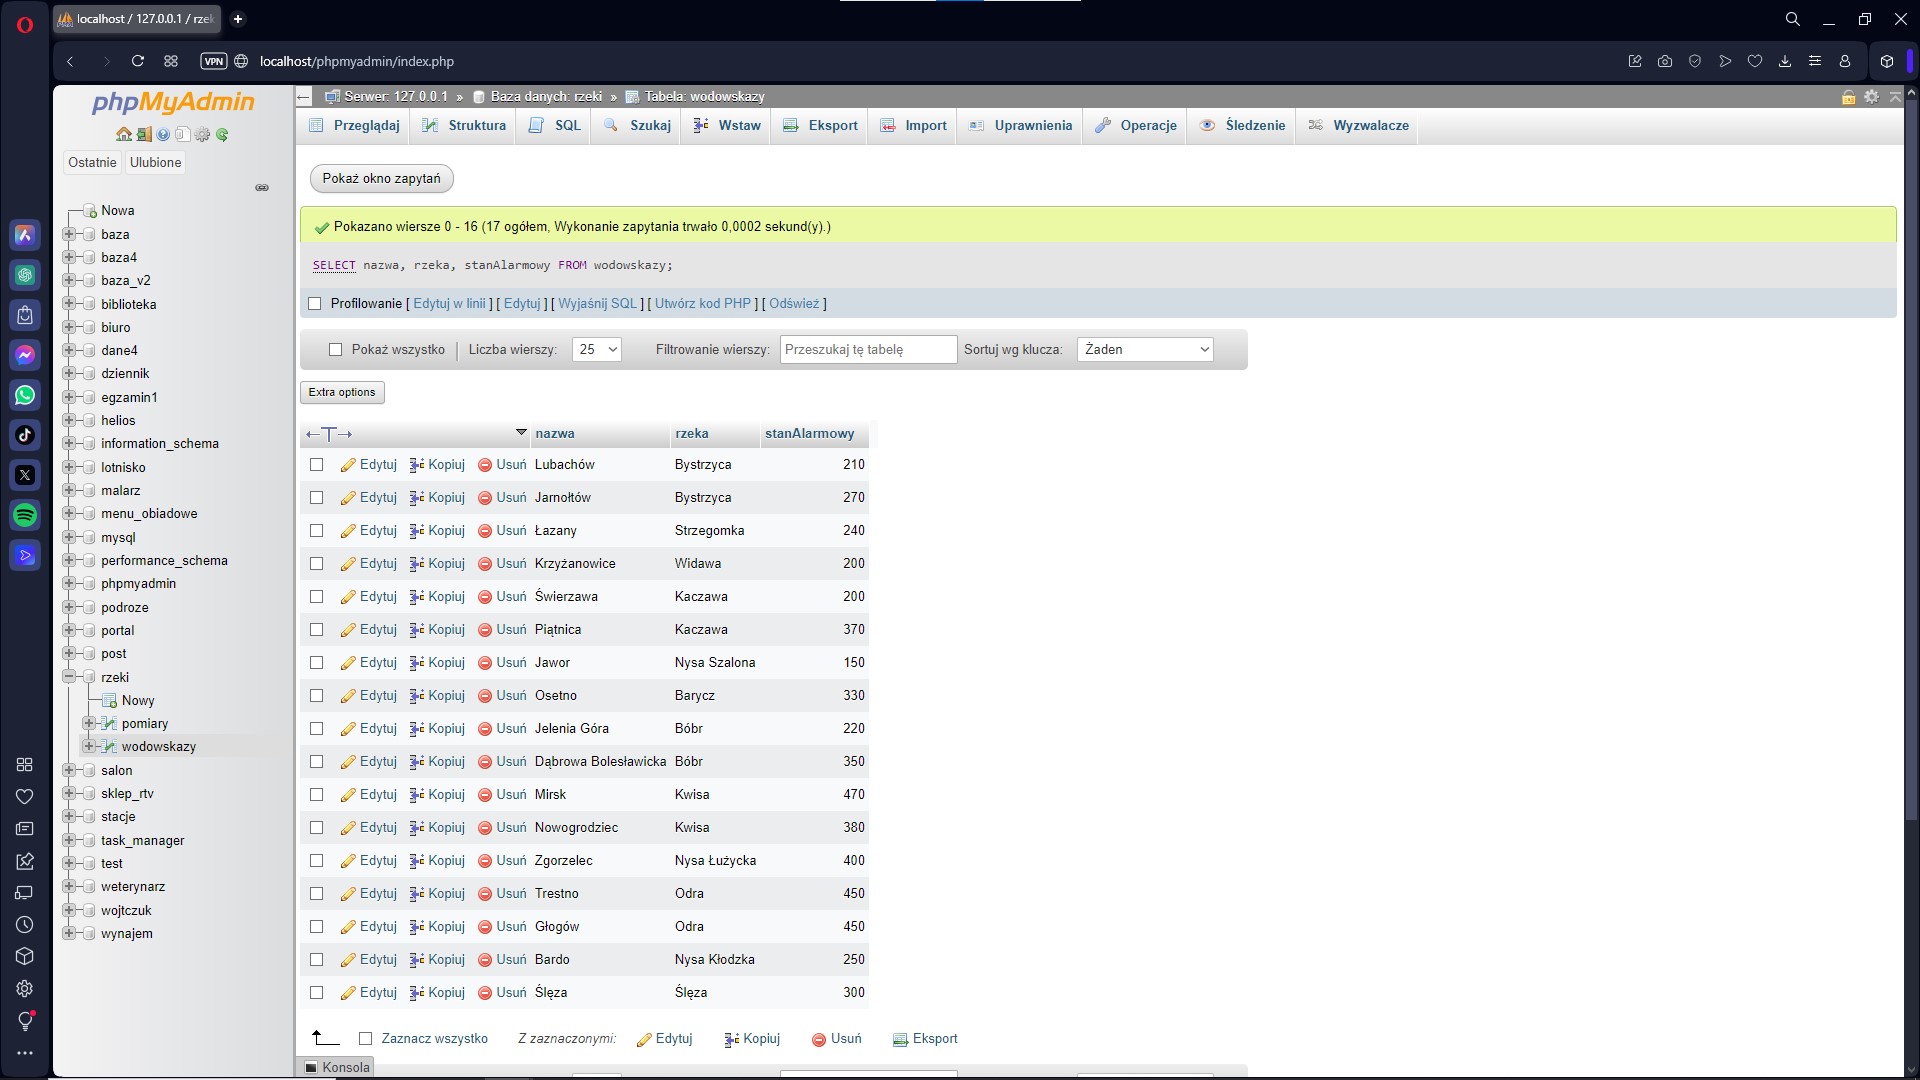 localhost / 127.0.0.1 / rzek
VPN localhost/phpmyadmin/index.php
phpMyAdmin
Ostatnie Ulubione
Nowa
baza
baza4
baza_v2
biblioteka
biuro
dane4
dziennik
egzamin1
helios
information_schema
lotnisko
malarz
menu_obiadowe
mysql
performance_schema
phpmyadmin
podroze
portal
post
rzeki
Nowy
pomiary
wodowskazy
salon
sklep_rtv
stacje
task_manager
test
weterynarz
wojtczuk
wynajem
Serwer: 127.0.0.1 » Baza danych: rzeki » Tabela: wodowskazy
Przeglądaj Struktura SQL Szukaj Wstaw Eksport Import Uprawnienia Operacje Śledzenie Wyzwalacze
Pokaż okno zapytań
Pokazano wiersze 0 - 16 (17 ogółem, Wykonanie zapytania trwało 0,0002 sekund(y).)
SELECT nazwa, rzeka, stanAlarmowy FROM wodowskazy;
Profilowanie [ Edytuj w linii ] [ Edytuj ] [ Wyjaśnij SQL ] [ Utwórz kod PHP ] [ Odśwież ]
Pokaż wszystko Liczba wierszy: 25 Filtrowanie wierszy: Przeszukaj tę tabelę Sortuj wg klucza: Żaden
Extra options
←T→ nazwa rzeka stanAlarmowy
Edytuj Kopiuj Usuń Lubachów Bystrzyca 210
Edytuj Kopiuj Usuń Jarnołtów Bystrzyca 270
Edytuj Kopiuj Usuń Łazany Strzegomka 240
Edytuj Kopiuj Usuń Krzyżanowice Widawa 200
Edytuj Kopiuj Usuń Świerzawa Kaczawa 200
Edytuj Kopiuj Usuń Piątnica Kaczawa 370
Edytuj Kopiuj Usuń Jawor Nysa Szalona 150
Edytuj Kopiuj Usuń Osetno Barycz 330
Edytuj Kopiuj Usuń Jelenia Góra Bóbr 220
Edytuj Kopiuj Usuń Dąbrowa Bolesławicka Bóbr 350
Edytuj Kopiuj Usuń Mirsk Kwisa 470
Edytuj Kopiuj Usuń Nowogrodziec Kwisa 380
Edytuj Kopiuj Usuń Zgorzelec Nysa Łużycka 400
Edytuj Kopiuj Usuń Trestno Odra 450
Edytuj Kopiuj Usuń Głogów Odra 450
Edytuj Kopiuj Usuń Bardo Nysa Kłodzka 250
Edytuj Kopiuj Usuń Ślęza Ślęza 300
Zaznacz wszystko Z zaznaczonymi: Edytuj Kopiuj Usuń Eksport
Konsola